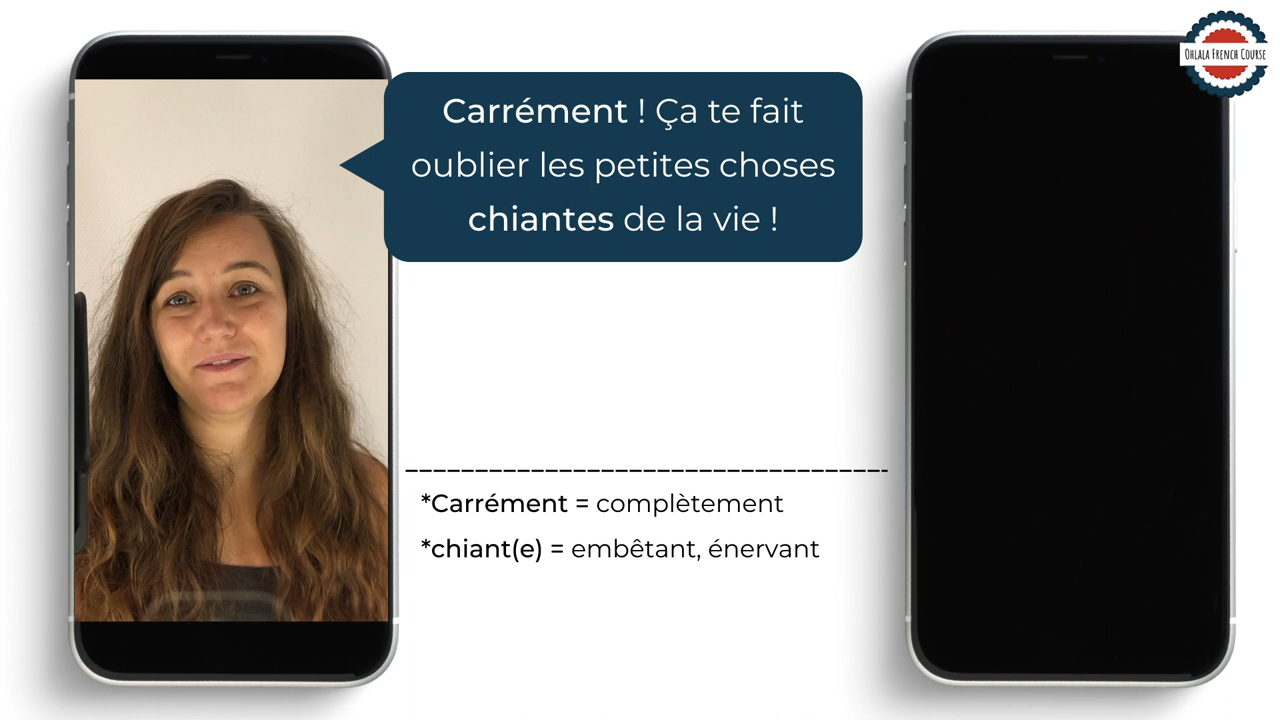 OHLALA FRENCH COURSE
Carrément ! Ça te fait
oublier les petites choses
chiantes de la vie !
*Carrément = complètement
*chiant(e) = embêtant, énervant